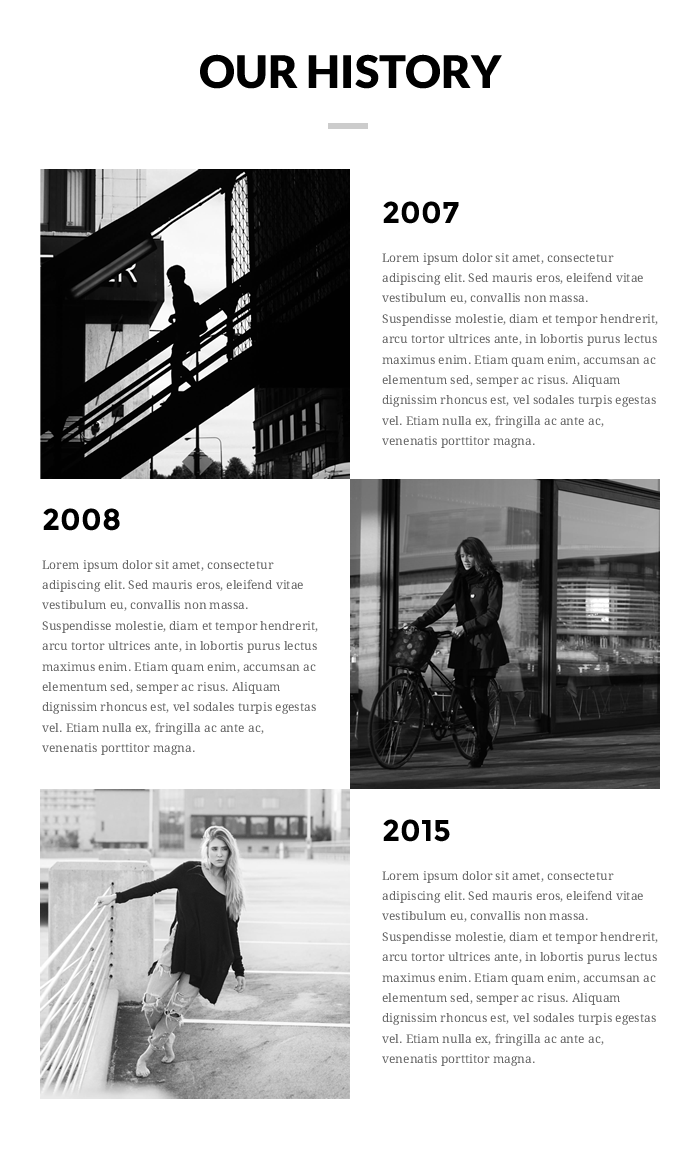 OUR HISTORY
2007
Lorem ipsum dolor sit amet, consectetur
adipiscing elit. Sed mauris eros, eleifend vitae
vestibulum eu, convallis non massa.
Suspendisse molestie, diam et tempor hendrerit,
arcu tortor ultrices ante, in lobortis purus lectus
maximus enim. Etiam quam enim, accumsan ac
elementum sed, semper ac risus. Aliquam
dignissim rhoncus est, vel sodales turpis egestas
vel. Etiam nulla ex, fringilla ac ante ac,
venenatis porttitor magna.
2008
Lorem ipsum dolor sit amet, consectetur
adipiscing elit. Sed mauris eros, eleifend vitae
vestibulum eu, convallis non massa.
Suspendisse molestie, diam et tempor hendrerit,
arcu tortor ultrices ante, in lobortis purus lectus
maximus enim. Etiam quam enim, accumsan ac
elementum sed, semper ac risus. Aliquam
dignissim rhoncus est, vel sodales turpis egestas
vel. Etiam nulla ex, fringilla ac ante ac,
venenatis porttitor magna.
2015
Lorem ipsum dolor sit amet, consectetur
adipiscing elit. Sed mauris eros, eleifend vitae
vestibulum eu, convallis non massa.
Suspendisse molestie, diam et tempor hendrerit,
arcu tortor ultrices ante, in lobortis purus lectus
maximus enim. Etiam quam enim, accumsan ac
elementum sed, semper ac risus. Aliquam
dignissim rhoncus est, vel sodales turpis egestas
vel. Etiam nulla ex, fringilla ac ante ac,
venenatis porttitor magna.